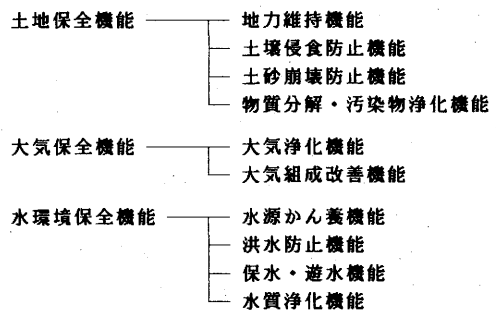 土地保全機能 地力維持機能
土壌侵食防止機能
土砂崩壊防止機能
物質分解・汚染物浄化機能
大気保全機能 大気浄化機能
大気組成改善機能
水環境保全機能 水源かん養機能
洪水防止機能
保水・遊水機能
水質浄化機能